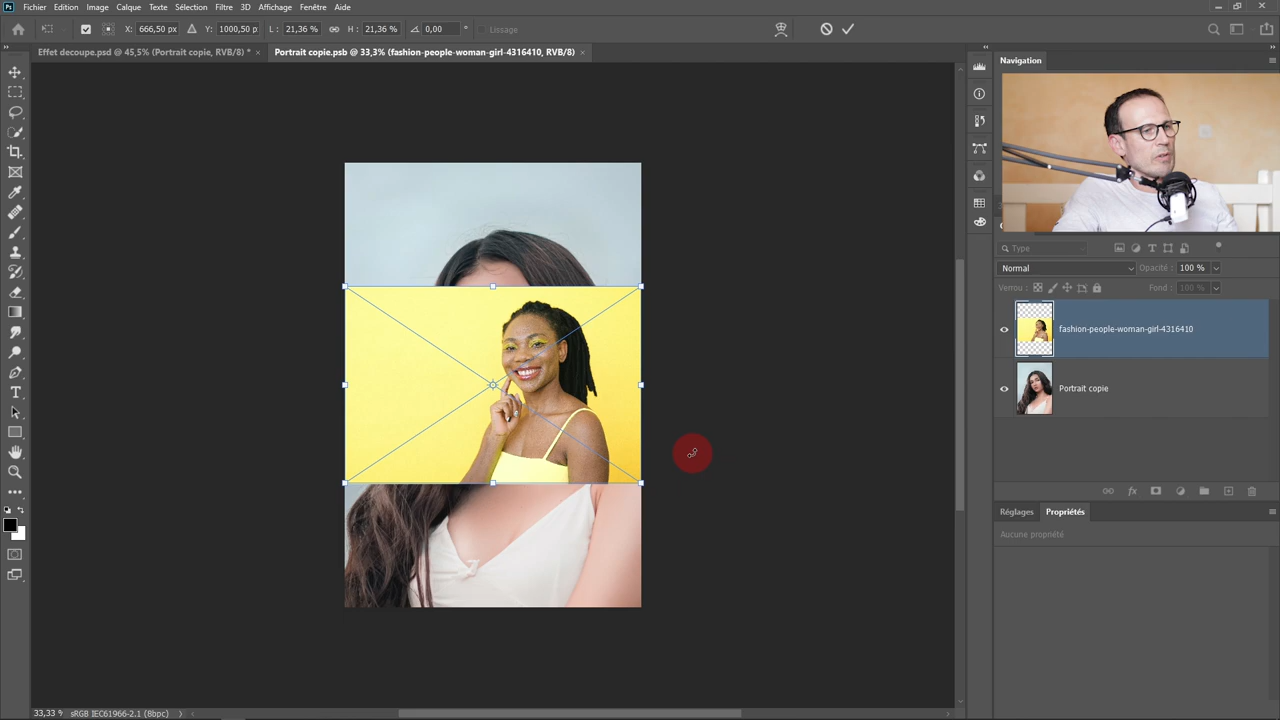 Ps Fichier Edition Image Calque Texte Sélection Filtre 3D Affichage Fenêtre Aide
X: 666,50 px Y: 1000,50 px L: 21,36 % H: 21,36 % 0,00 Lissage
Effet decoupe.psd @ 45,5% (Portrait copie, RVB/8) * × Portrait copie.psb @ 33,3% (fashion-people-woman-girl-4316410, RVB/8) ×
Navigation
Type
Normal Opacité : 100 %
Verrou : Fond : 100 %
fashion-people-woman-girl-4316410
Portrait copie
fx
Réglages Propriétés
Aucune propriété
33,33 % sRGB IEC61966-2.1 (8bpc)